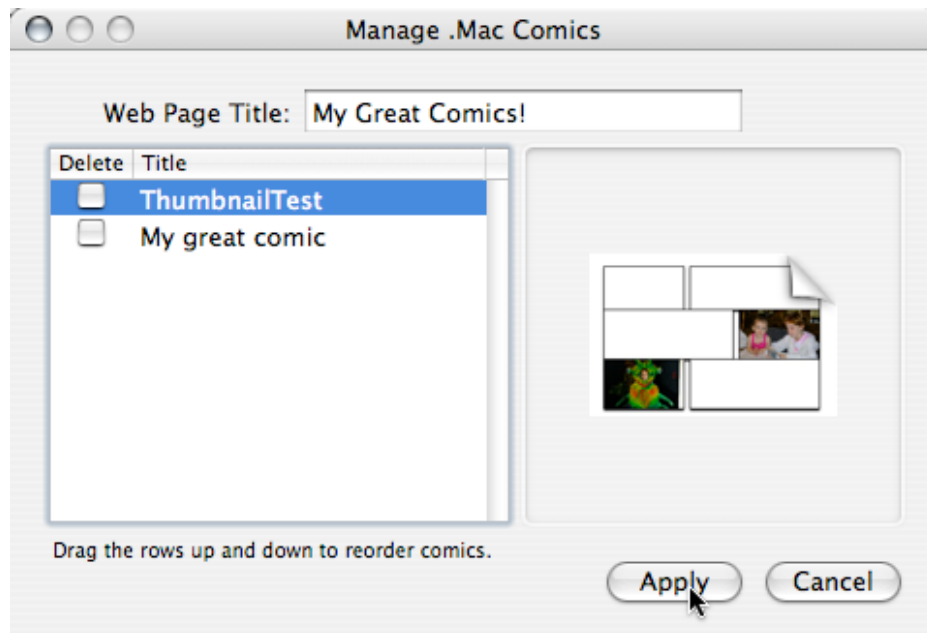 Manage .Mac Comics
Web Page Title: My Great Comics!
Delete Title
ThumbnailTest
My great comic
Drag the rows up and down to reorder comics.
Apply Cancel